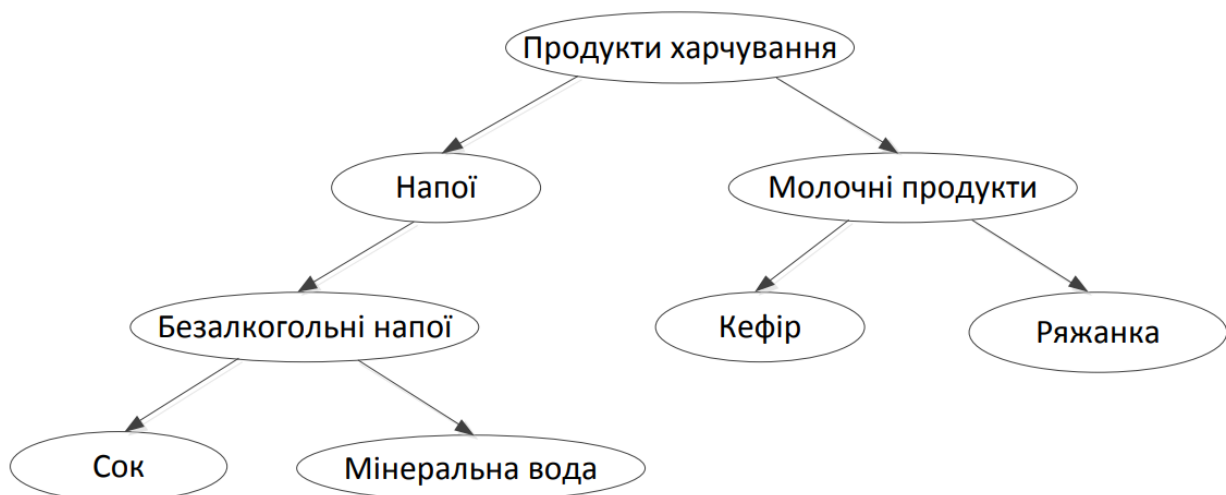 Продукти харчування
Напої
Молочні продукти
Безалкогольні напої
Кефір
Ряжанка
Сок
Мінеральна вода